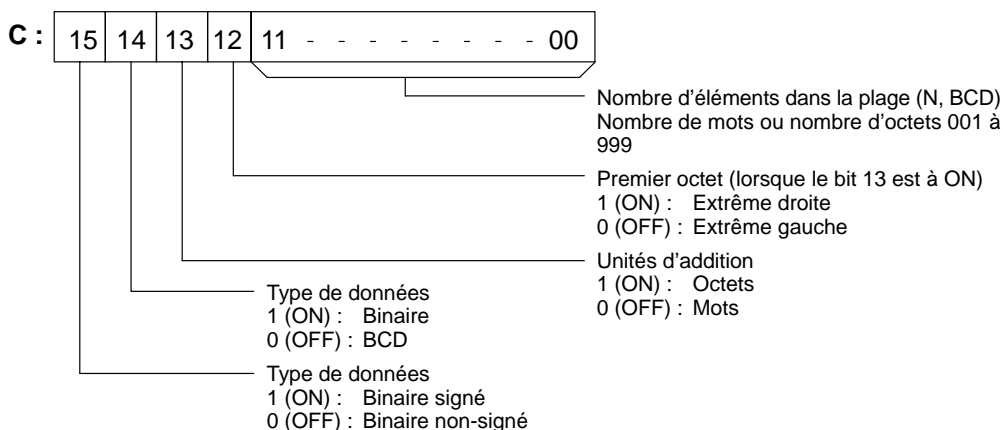 C : 15 14 13 12 11 - - - - - - - - 00
Nombre d'éléments dans la plage (N, BCD)
Nombre de mots ou nombre d'octets 001 à
999
Premier octet (lorsque le bit 13 est à ON)
1 (ON) : Extrême droite
0 (OFF) : Extrême gauche
Unités d'addition
1 (ON) : Octets
0 (OFF) : Mots
Type de données
1 (ON) : Binaire
0 (OFF) : BCD
Type de données
1 (ON) : Binaire signé
0 (OFF) : Binaire non-signé